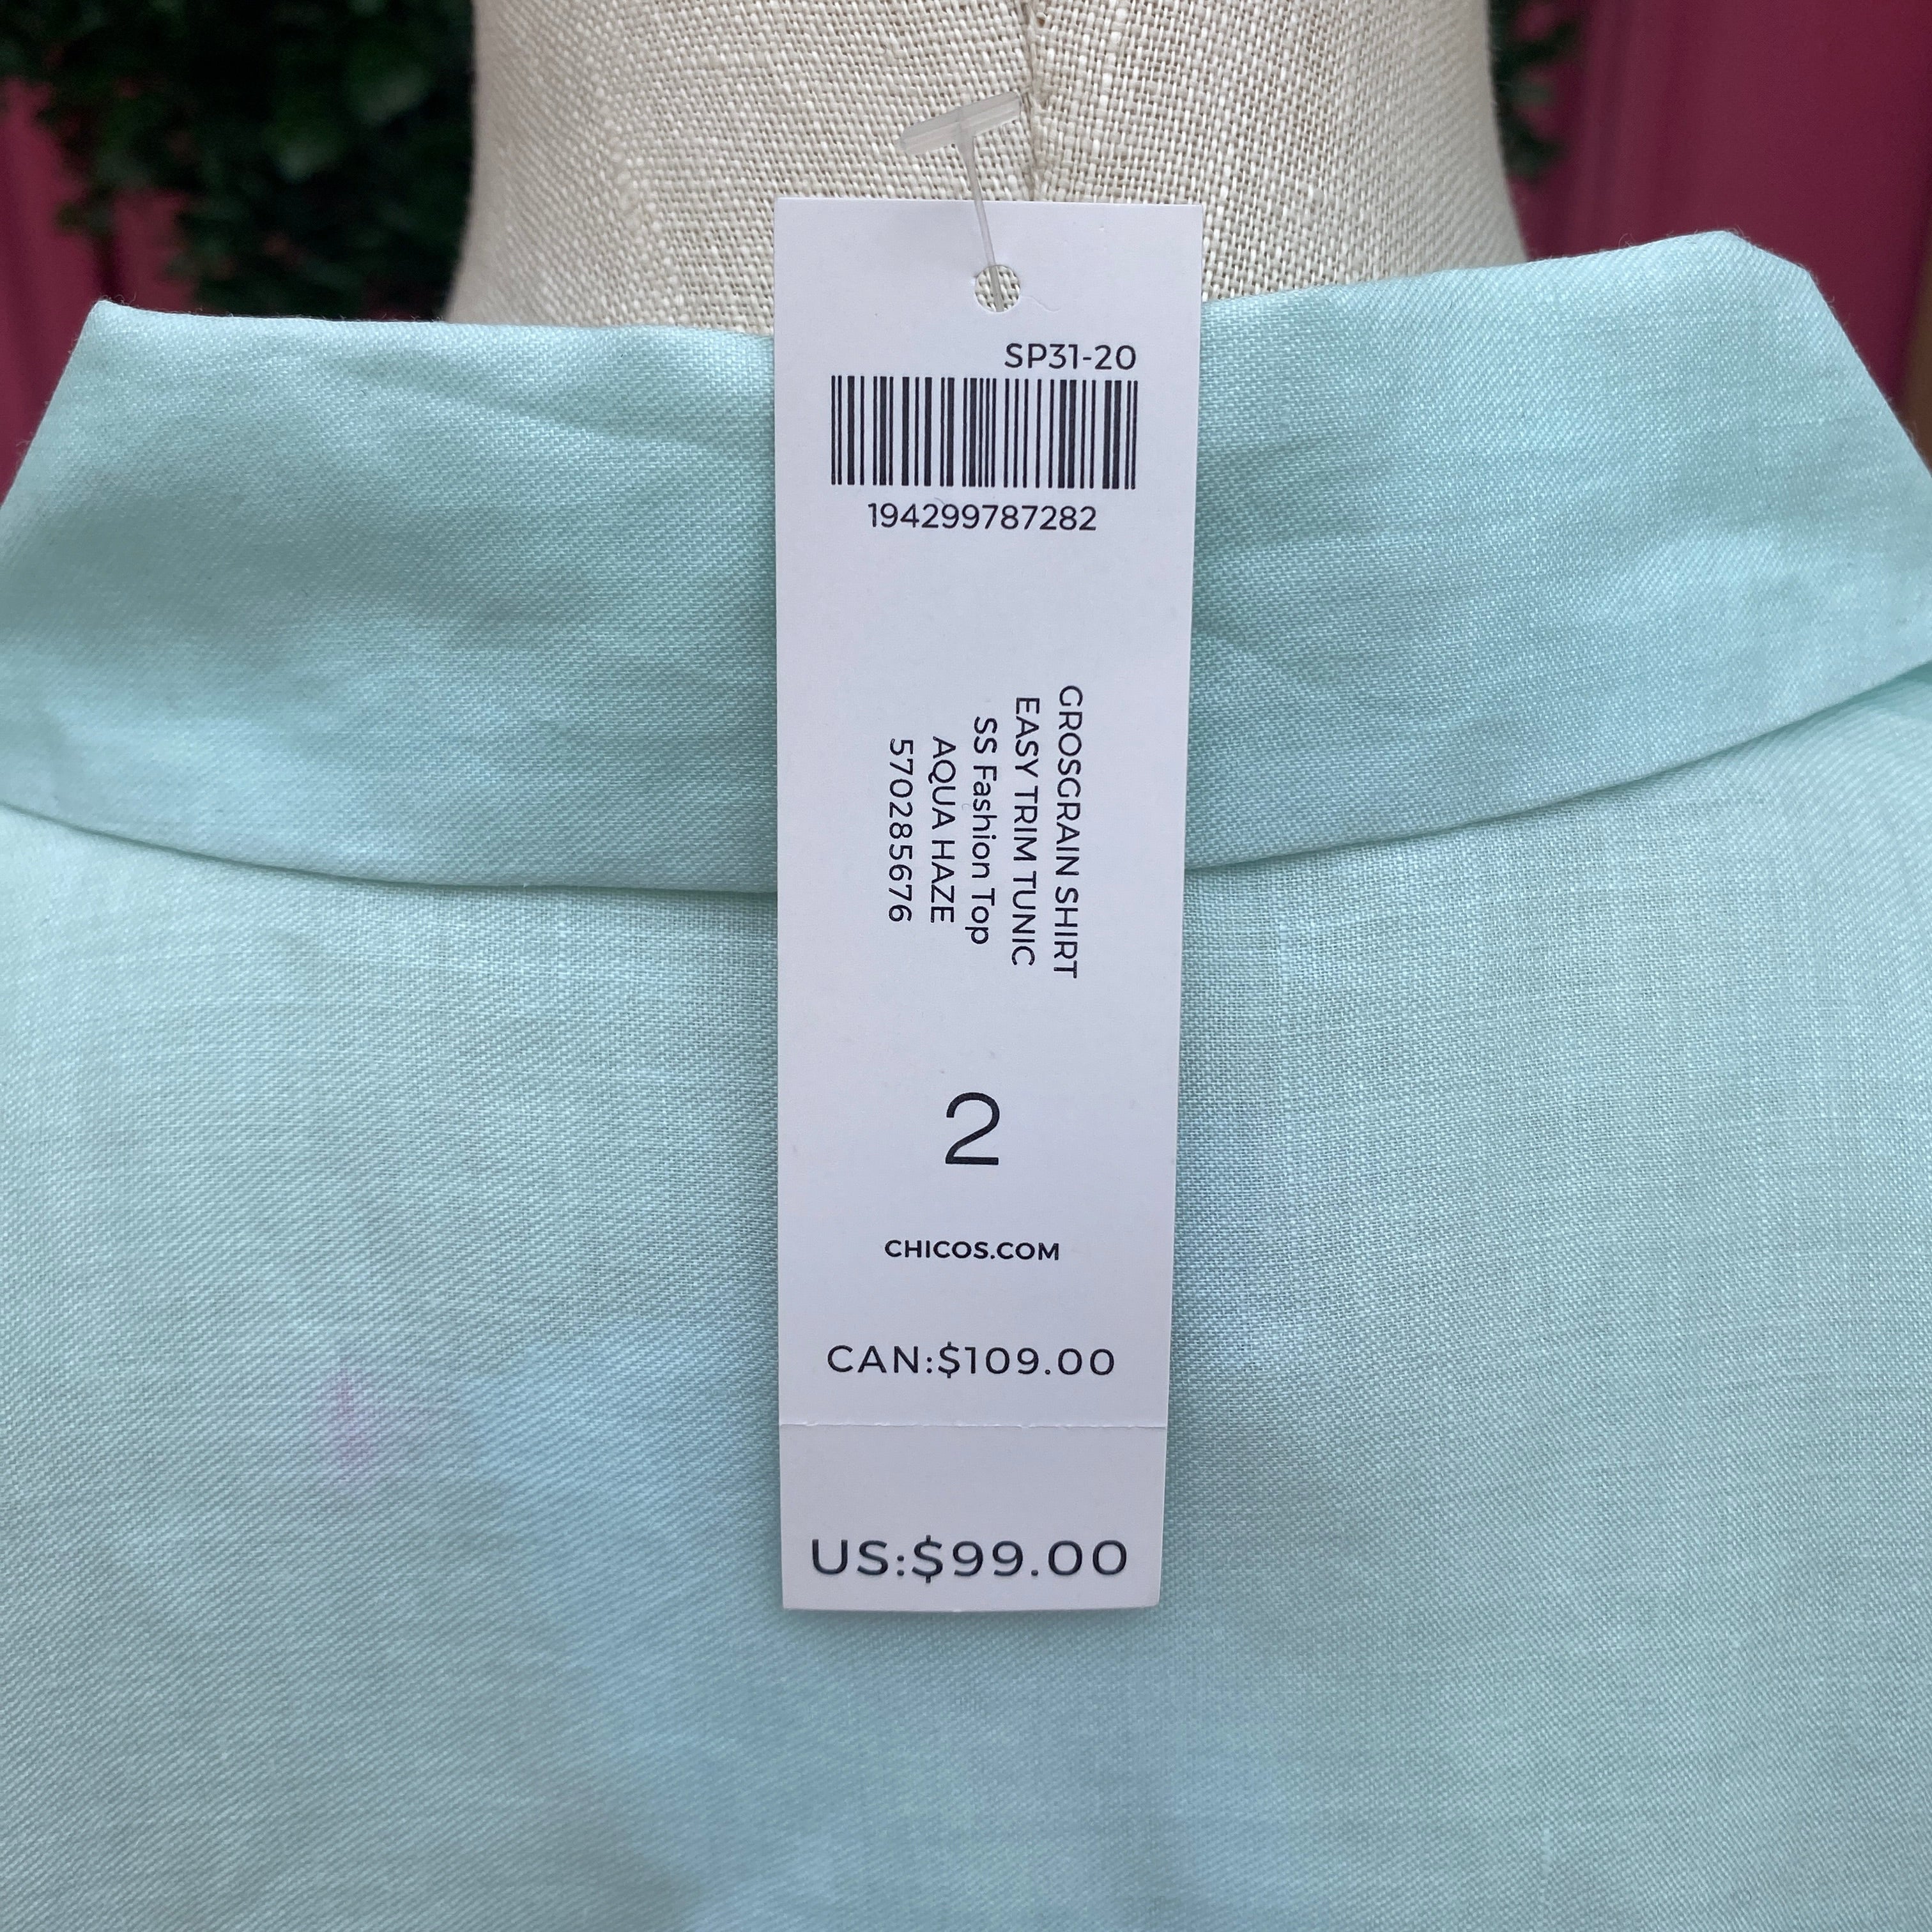 SP31-20
194299787282
GROSGRAIN SHIRT
EASY TRIM TUNIC
SS Fashion Top
AQUA HAZE
570285676
2
CHICOS.COM
CAN:$109.00
US:$99.00